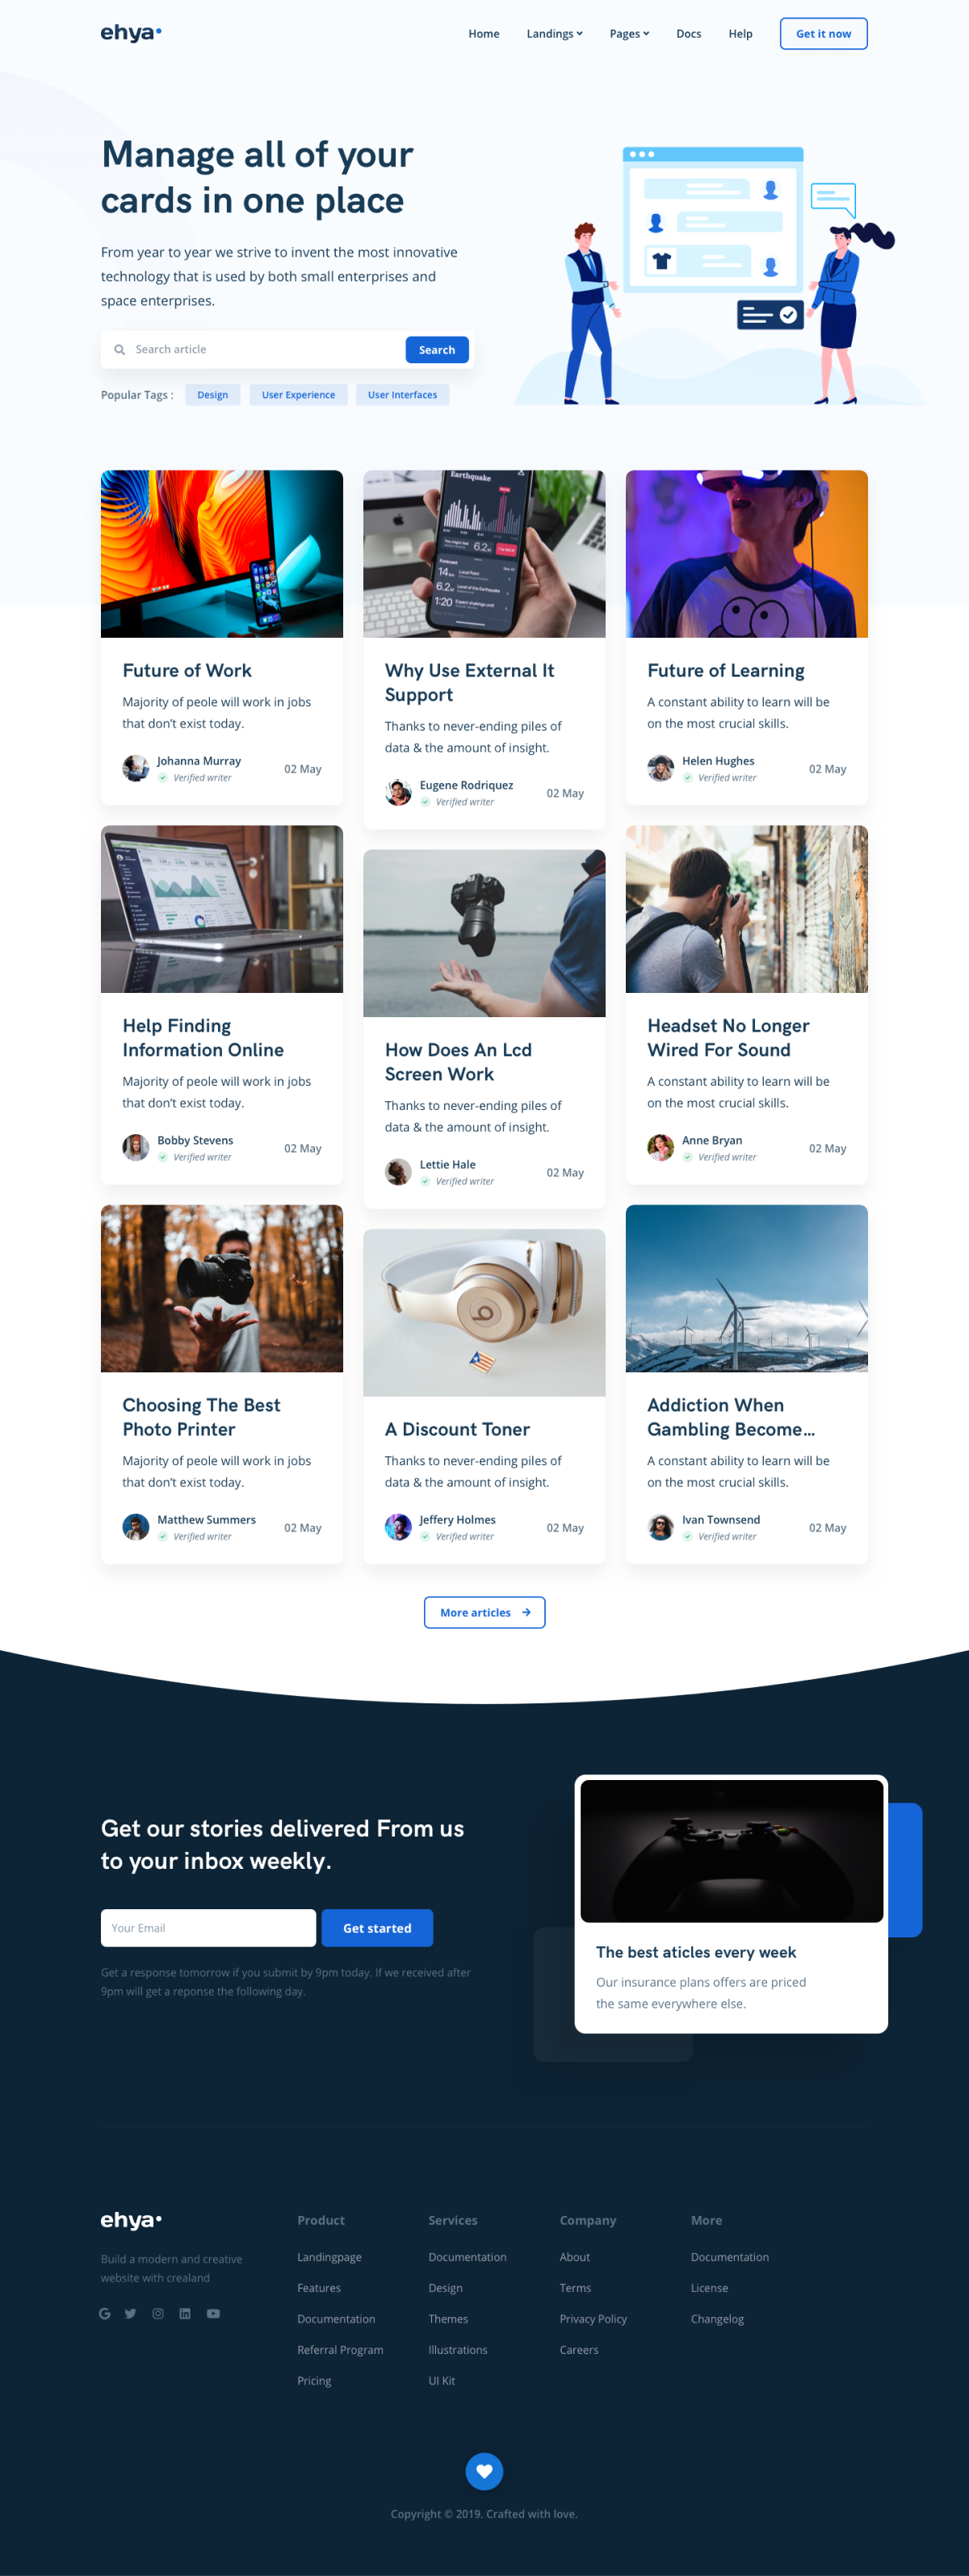 ehya
Home Landings Pages Docs Help Get it now
Manage all of your
cards in one place
From year to year we strive to invent the most innovative
technology that is used by both small enterprises and
space enterprises.
Search article Search
Popular Tags : Design User Experience User Interfaces
Earthquake
6.2
Forecast
14
6.2
1:20
Future of Work
Majority of peole will work in jobs
that don't exist today.
Johanna Murray
Verified writer
02 May
Why Use External It
Support
Thanks to never-ending piles of
data & the amount of insight.
Eugene Rodriquez
Verified writer
02 May
Future of Learning
A constant ability to learn will be
on the most crucial skills.
Helen Hughes
Verified writer
02 May
Help Finding
Information Online
Majority of peole will work in jobs
that don't exist today.
Bobby Stevens
Verified writer
02 May
How Does An Lcd
Screen Work
Thanks to never-ending piles of
data & the amount of insight.
Lettie Hale
Verified writer
02 May
Headset No Longer
Wired For Sound
A constant ability to learn will be
on the most crucial skills.
Anne Bryan
Verified writer
02 May
Choosing The Best
Photo Printer
Majority of peole will work in jobs
that don't exist today.
Matthew Summers
Verified writer
02 May
A Discount Toner
Thanks to never-ending piles of
data & the amount of insight.
Jeffery Holmes
Verified writer
02 May
Addiction When
Gambling Become...
A constant ability to learn will be
on the most crucial skills.
Ivan Townsend
Verified writer
02 May
More articles
Get our stories delivered From us
to your inbox weekly.
Your Email Get started
Get a response tomorrow if you submit by 9pm today. If we received after
9pm will get a reponse the following day.
The best aticles every week
Our insurance plans offers are priced
the same everywhere else.
ehya
Build a modern and creative
website with crealand
Product
Landingpage
Features
Documentation
Referral Program
Pricing
Services
Documentation
Design
Themes
Illustrations
UI Kit
Company
About
Terms
Privacy Policy
Careers
More
Documentation
License
Changelog
Copyright © 2019. Crafted with love.